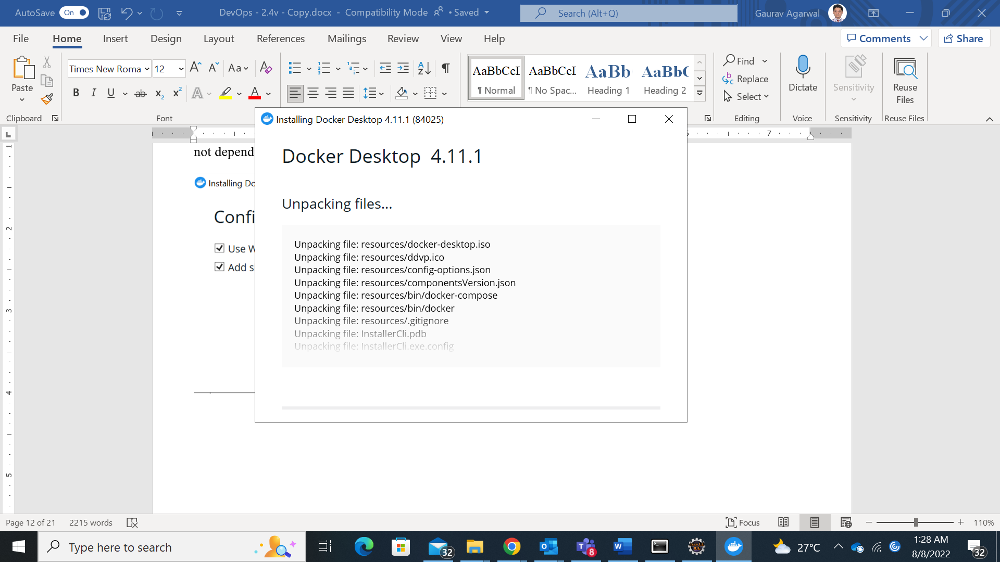 AutoSave On
DevOps - 2.4v - Copy.docx - Compatibility Mode • Saved
Search (Alt+Q)
Gaurav Agarwal
File Home Insert Design Layout References Mailings Review View Help
Comments Share
Paste
Clipboard
Times New Roma 12
Font
AaBbCcI ¶ Normal
AaBbCcI ¶ No Spac...
AaBb Heading 1
AaBbC Heading 2
Find
Replace
Select
Editing
Dictate
Voice
Sensitivity
Sensitivity
Reuse
Files
Reuse Files
not depend
Installing Do
Confi
Use W
Add s
Installing Docker Desktop 4.11.1 (84025)
Docker Desktop 4.11.1
Unpacking files...
Unpacking file: resources/docker-desktop.iso
Unpacking file: resources/ddvp.ico
Unpacking file: resources/config-options.json
Unpacking file: resources/componentsVersion.json
Unpacking file: resources/bin/docker-compose
Unpacking file: resources/bin/docker
Unpacking file: resources/.gitignore
Unpacking file: InstallerCli.pdb
Unpacking file: InstallerCli.exe.config
7
1
2
3
4
5
Page 12 of 21 2215 words
Focus
110%
Type here to search
32
8
27°C
1:28 AM
8/8/2022
32